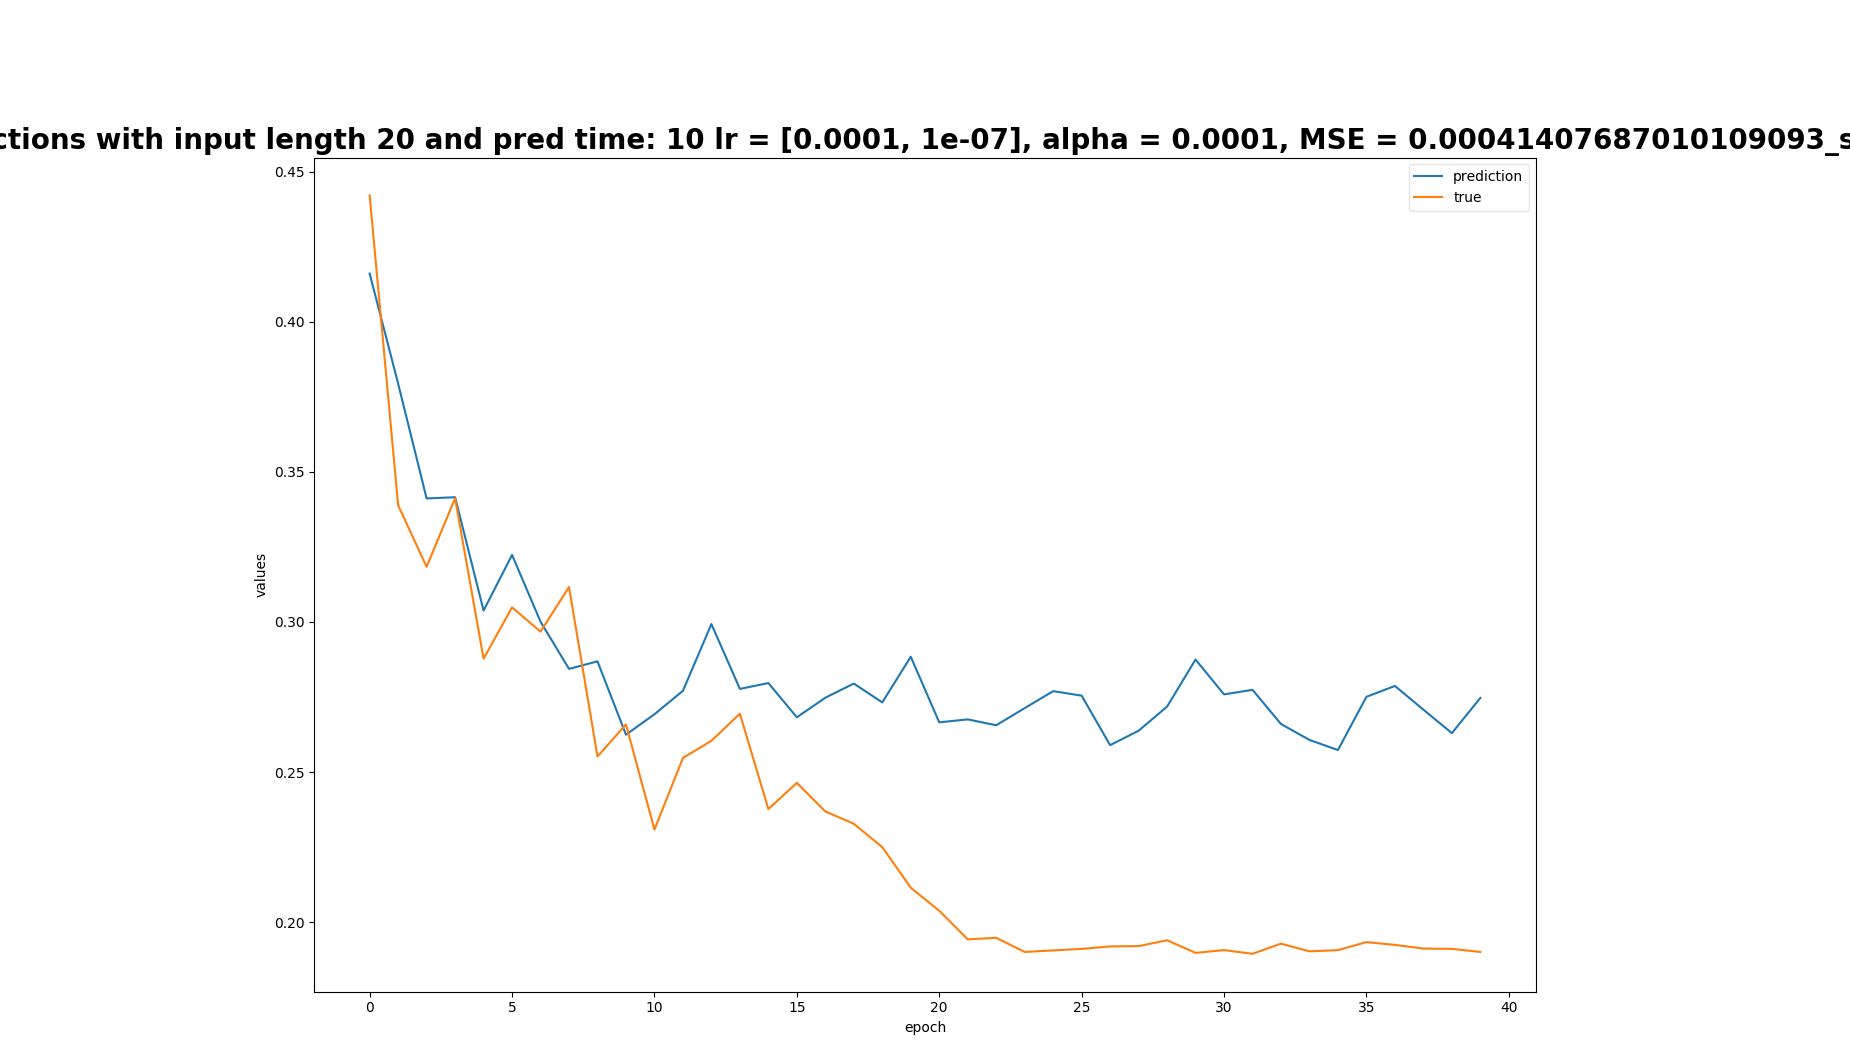 ctions with input length 20 and pred time: 10 lr = [0.0001, 1e-07], alpha = 0.0001, MSE = 0.00041407687010109093_s
prediction
true
0.45
0.40
0.35
0.30
0.25
0.20
values
0 5 10 15 20 25 30 35 40
epoch